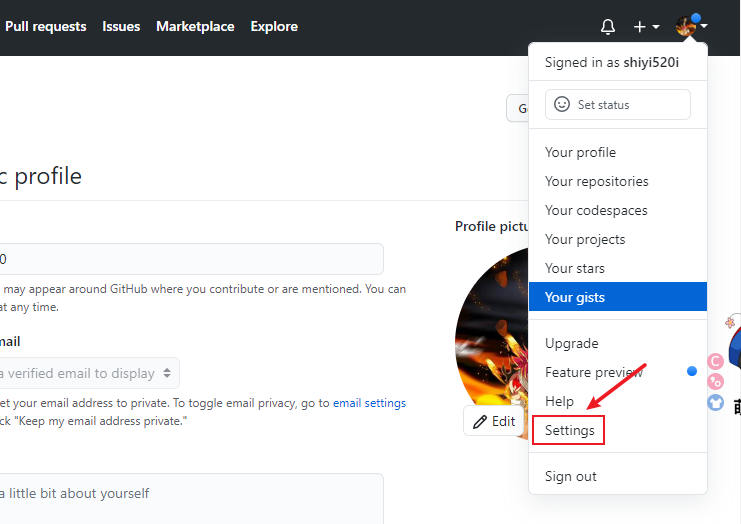 Pull requests Issues Marketplace Explore
Signed in as shiyi520i
Set status
c profile
Your profile
Your repositories
Your codespaces
Your projects
Your stars
Your gists
Profile pictu
0
may appear around GitHub where you contribute or are mentioned. You can
at any time.
mail
a verified email to display
et your email address to private. To toggle email privacy, go to email settings
ck "Keep my email address private."
Edit
a little bit about yourself
Upgrade
Feature preview
Help
Settings
Sign out